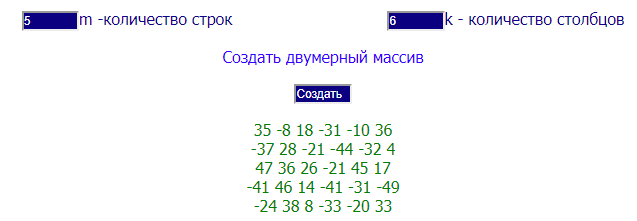 5 m -количество строк 6 k - количество столбцов
Создать двумерный массив
Создать
35 -8 18 -31 -10 36
-37 28 -21 -44 -32 4
47 36 26 -21 45 17
-41 46 14 -41 -31 -49
-24 38 8 -33 -20 33